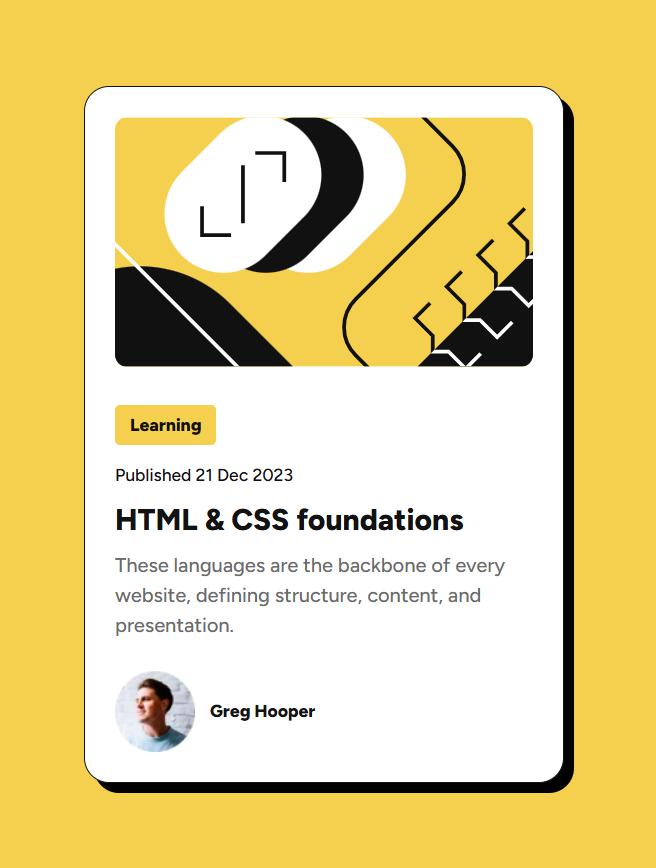 Learning
Published 21 Dec 2023
HTML & CSS foundations
These languages are the backbone of every
website, defining structure, content, and
presentation.
Greg Hooper